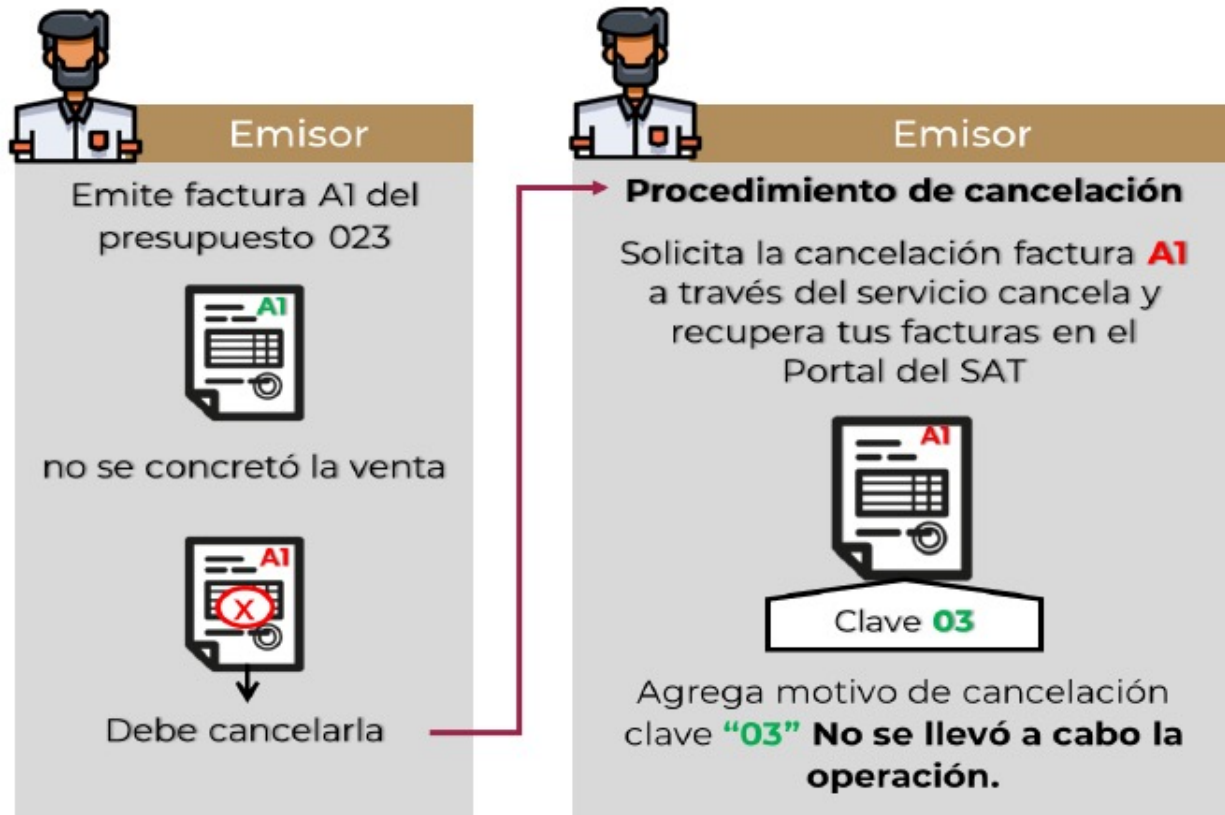 Emisor
Emite factura A1 del
presupuesto 023
A1
no se concretó la venta
A1
X
Debe cancelarla
Emisor
Procedimiento de cancelación
Solicita la cancelación factura A1
a través del servicio cancela y
recupera tus facturas en el
Portal del SAT
A1
Clave 03
Agrega motivo de cancelación
clave “03” No se llevó a cabo la
operación.